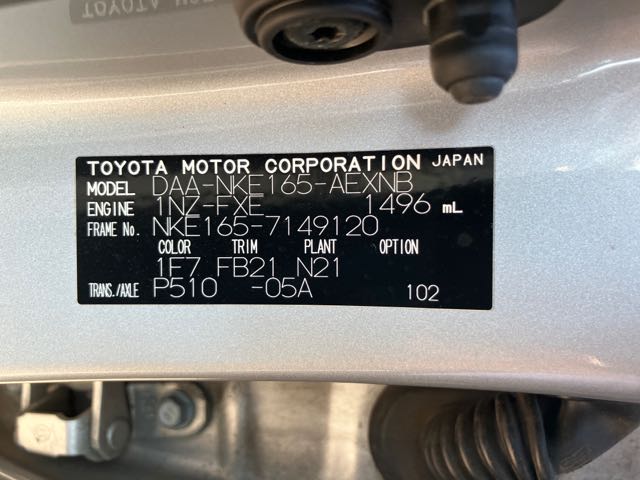 TOYOTA MOTOR CORPORATION JAPAN
MODEL DAA-NKE165-AEXNB
ENGINE 1NZ-FXE 1496 mL
FRAME No. NKE165-7149120
COLOR TRIM PLANT OPTION
1F7 FB21 N21
TRANS./AXLE P510 -05A 102